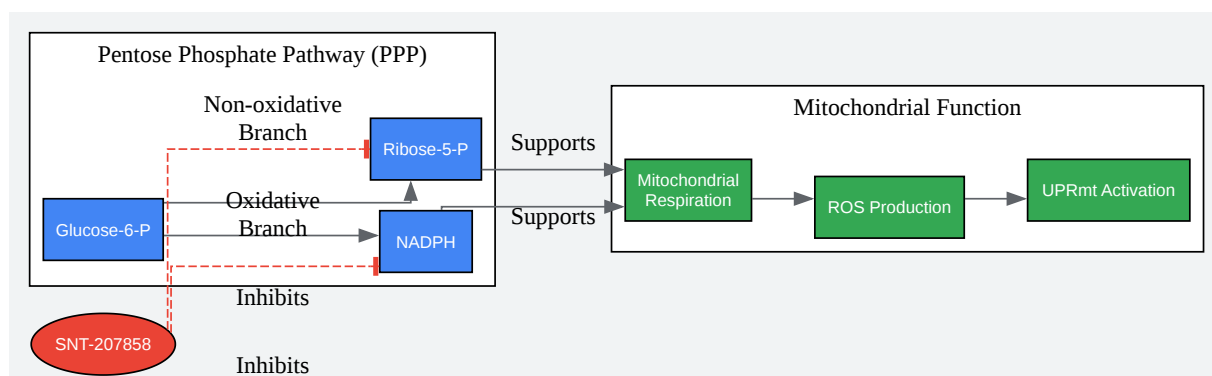 Pentose Phosphate Pathway (PPP)
Non-oxidative
Branch
Ribose-5-P
Oxidative
Branch
Glucose-6-P
NADPH
Inhibits
SNT-207858
Inhibits
Supports
Supports
Mitochondrial Function
Mitochondrial
Respiration
ROS Production
UPRmt Activation